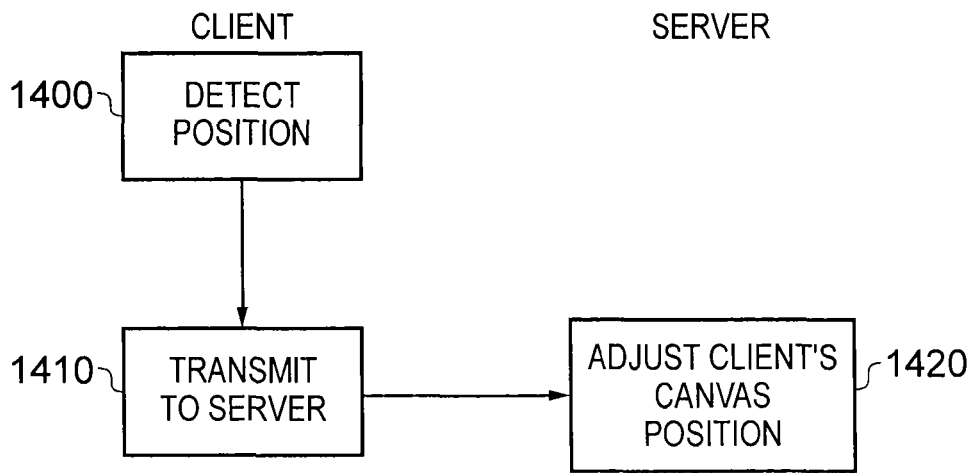 CLIENT
SERVER
1400
DETECT
POSITION
1410
TRANSMIT
TO SERVER
ADJUST CLIENT'S
CANVAS
POSITION
1420